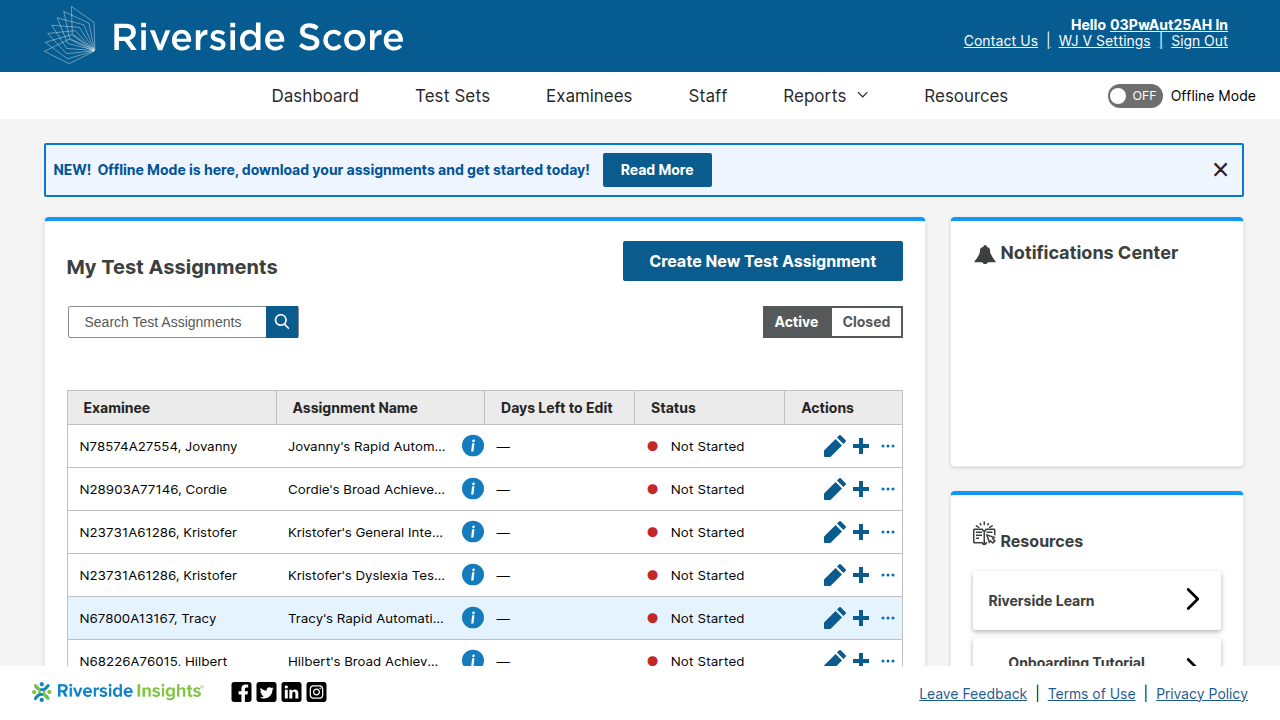 Riverside Score
Hello 03PwAut25AH In
Contact Us | WJ V Settings | Sign Out
Dashboard Test Sets Examinees Staff Reports Resources OFF Offline Mode
NEW! Offline Mode is here, download your assignments and get started today! Read More
My Test Assignments
Create New Test Assignment
Search Test Assignments
Active Closed
Examinee Assignment Name Days Left to Edit Status Actions
N78574A27554, Jovanny Jovanny's Rapid Autom... i — Not Started ...
N28903A77146, Cordie Cordie's Broad Achieve... i — Not Started ...
N23731A61286, Kristofer Kristofer's General Inte... i — Not Started ...
N23731A61286, Kristofer Kristofer's Dyslexia Tes... i — Not Started ...
N67800A13167, Tracy Tracy's Rapid Automati... i — Not Started ...
N68226A76015, Hilbert Hilbert's Broad Achiev... i — Not Started ...
Notifications Center
Resources
Riverside Learn
Onboarding Tutorial
Riverside Insights
Leave Feedback | Terms of Use | Privacy Policy